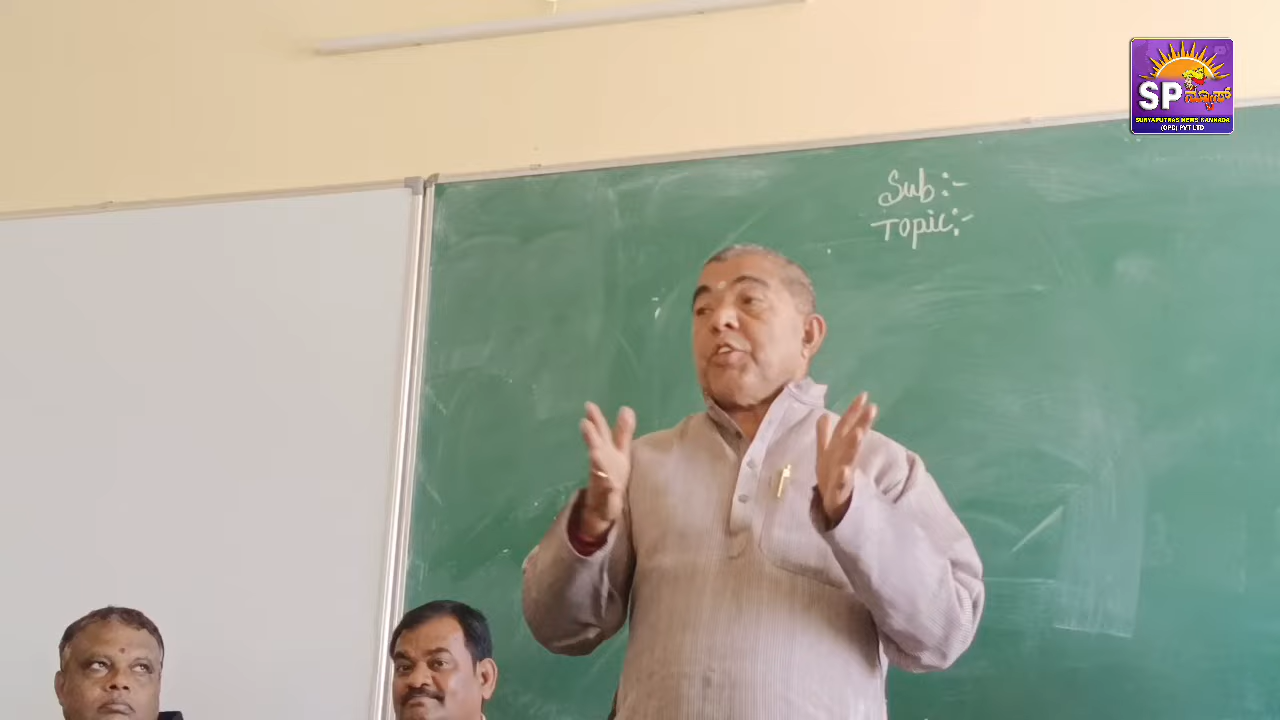 SP ನ್ಯೂಸ್
SURYAPUTRAS NEWS KANNADA
(OPC) PVT LTD
Sub:-
Topic:-